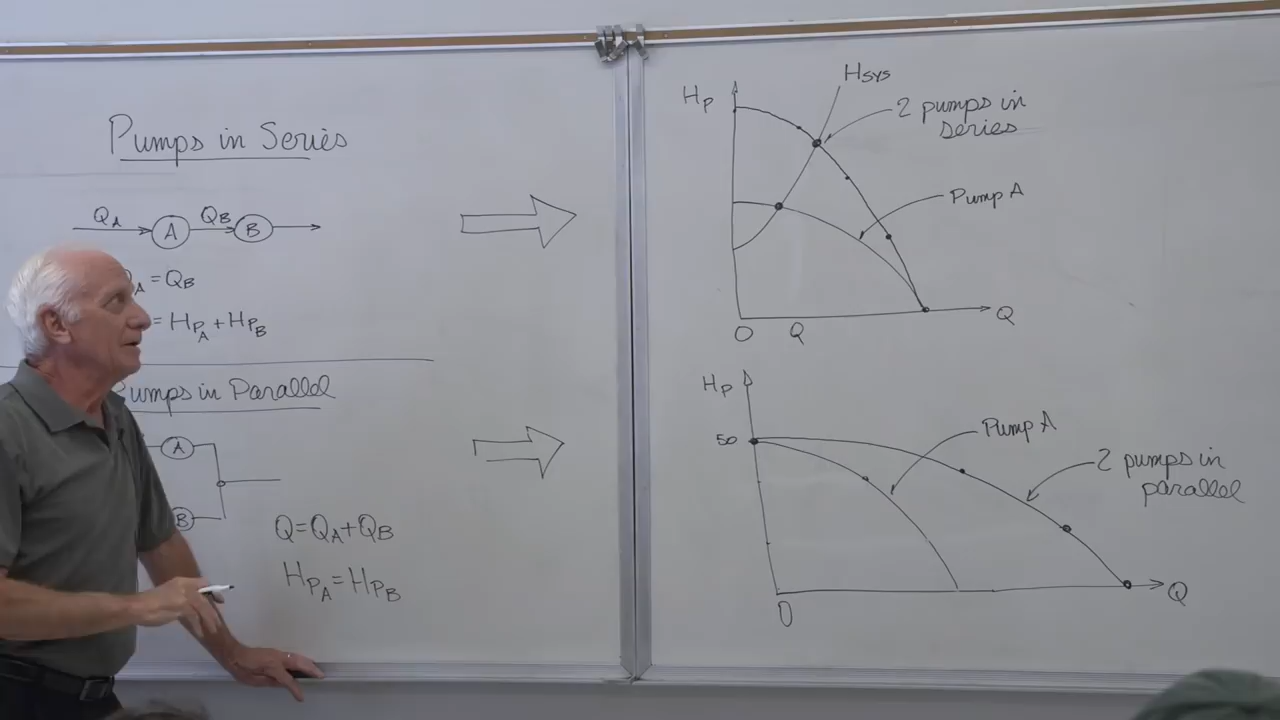 Pumps in Series
QA
QB
A
B
A = QB
= HPA + HPB
Pumps in Parallel
A
B
Q = QA + QB
HPA = HPB
HP
HSYS
2 pumps in
series
Pump A
0
Q
Q
HP
50
Pump A
2 pumps in
parallel
0
Q